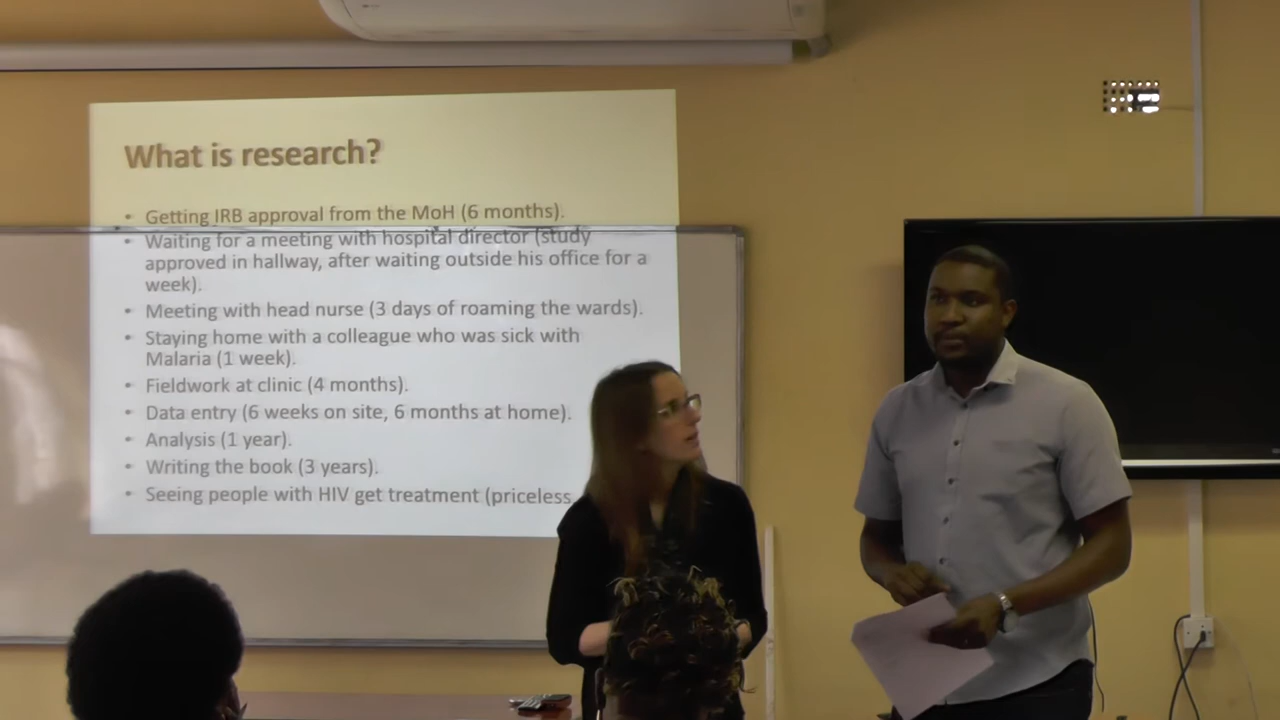 What is research?
• Getting IRB approval from the MoH (6 months).
• Waiting for a meeting with hospital director (study
approved in hallway, after waiting outside his office for a
week).
• Meeting with head nurse (3 days of roaming the wards).
• Staying home with a colleague who was sick with
Malaria (1 week).
• Fieldwork at clinic (4 months).
• Data entry (6 weeks on site, 6 months at home).
• Analysis (1 year).
• Writing the book (3 years).
• Seeing people with HIV get treatment (priceless